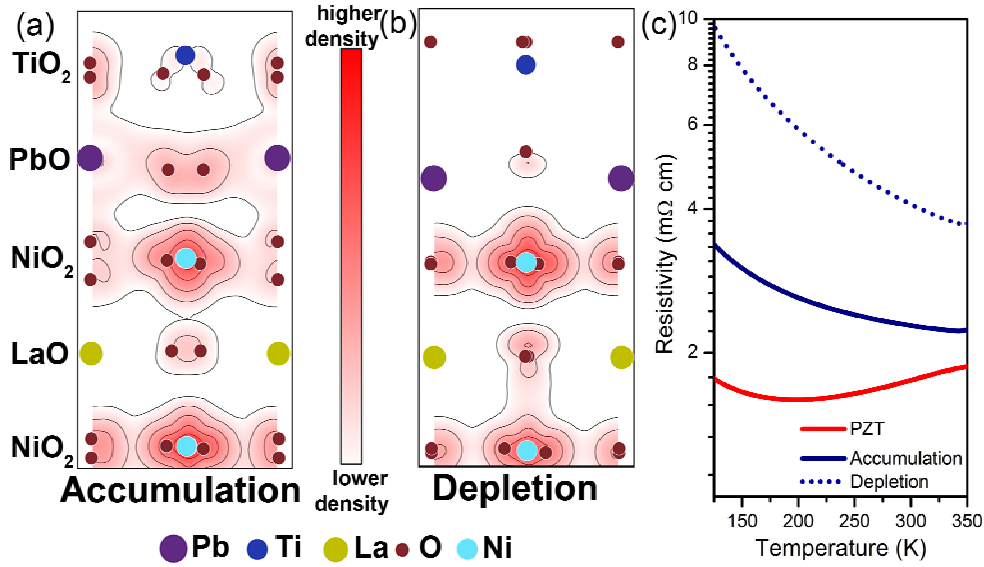 (a)
higher
density
(b)
(c)
TiO2
PbO
NiO2
LaO
NiO2
lower
density
Accumulation
Depletion
Pb Ti La O Ni
10
8
6
4
2
Resistivity (mΩ cm)
PZT
Accumulation
Depletion
150 200 250 300 350
Temperature (K)